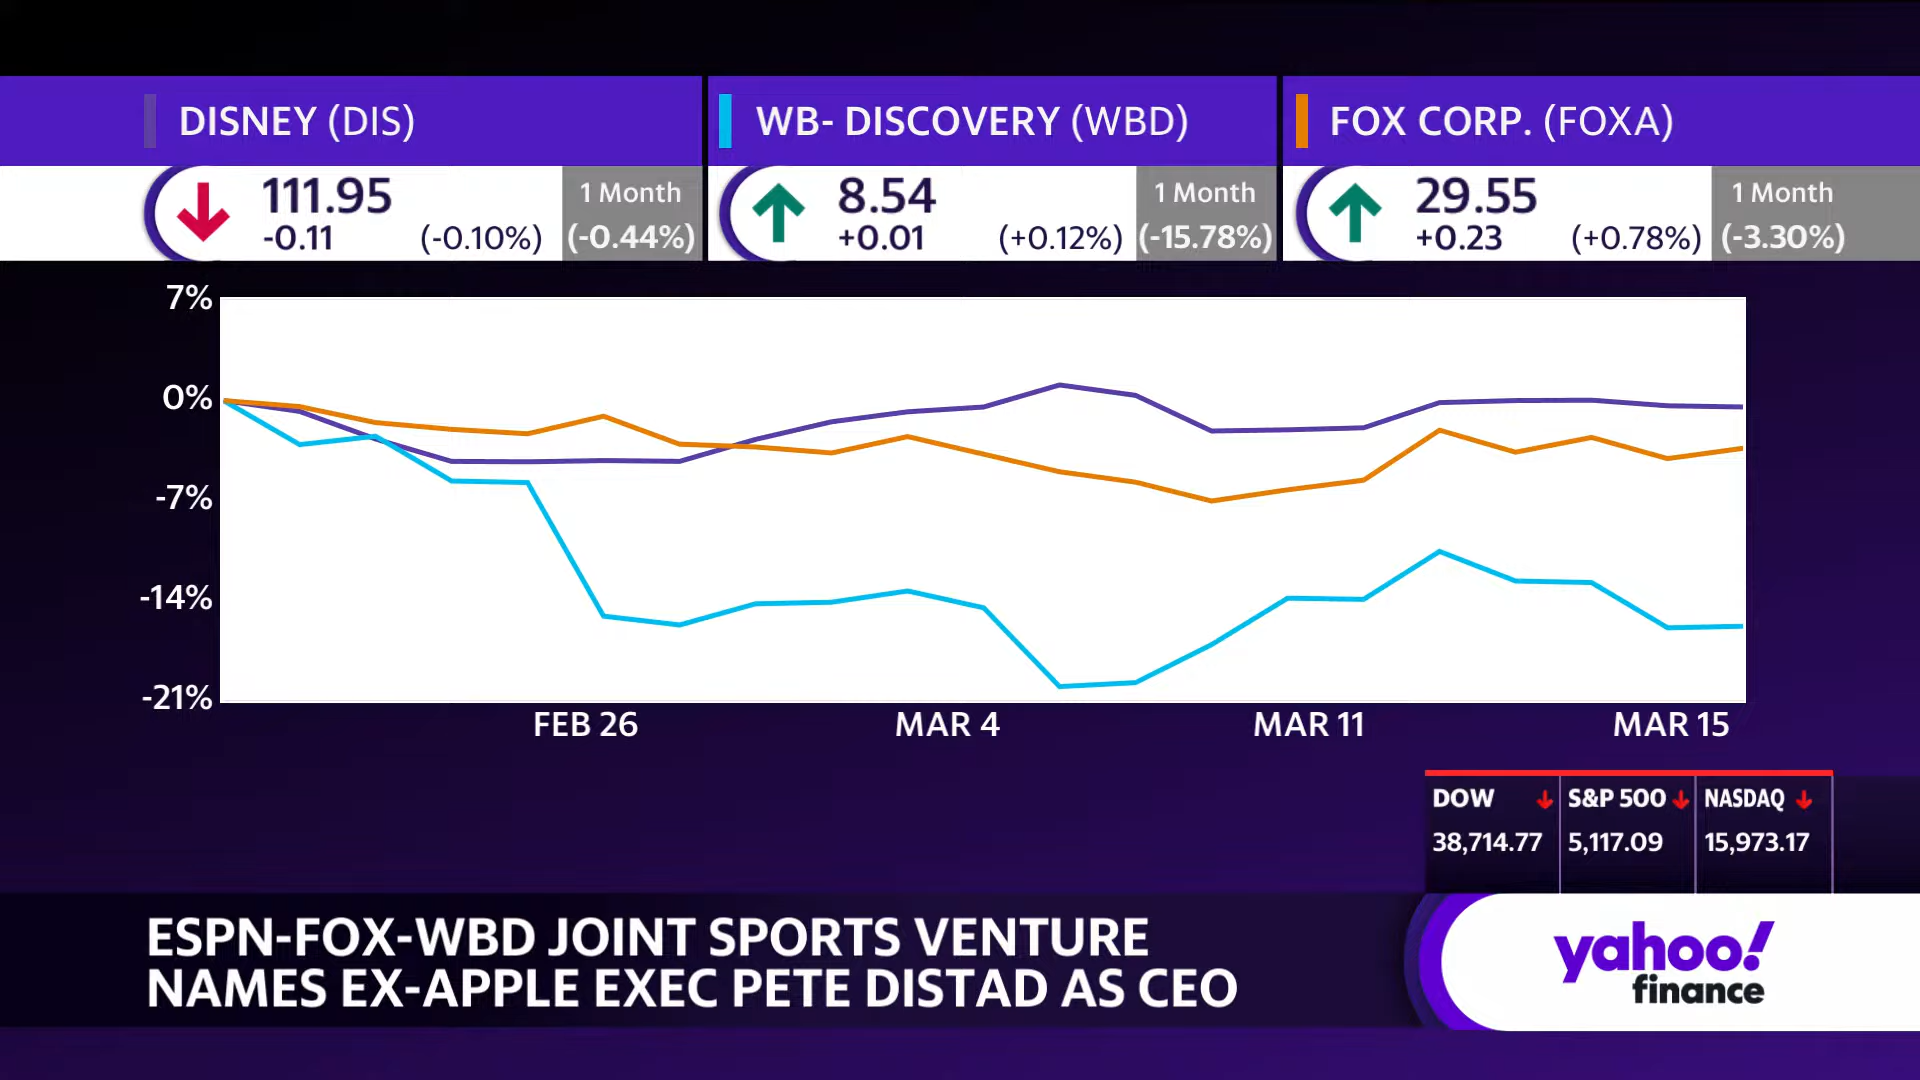 DISNEY (DIS)
111.95
-0.11 (-0.10%)
1 Month
(-0.44%)
WB- DISCOVERY (WBD)
8.54
+0.01 (+0.12%)
1 Month
(-15.78%)
FOX CORP. (FOXA)
29.55
+0.23 (+0.78%)
1 Month
(-3.30%)
7%
0%
-7%
-14%
-21%
FEB 26 MAR 4 MAR 11 MAR 15
DOW S&P 500 NASDAQ
38,714.77 5,117.09 15,973.17
ESPN-FOX-WBD JOINT SPORTS VENTURE
NAMES EX-APPLE EXEC PETE DISTAD AS CEO
yahoo!
finance